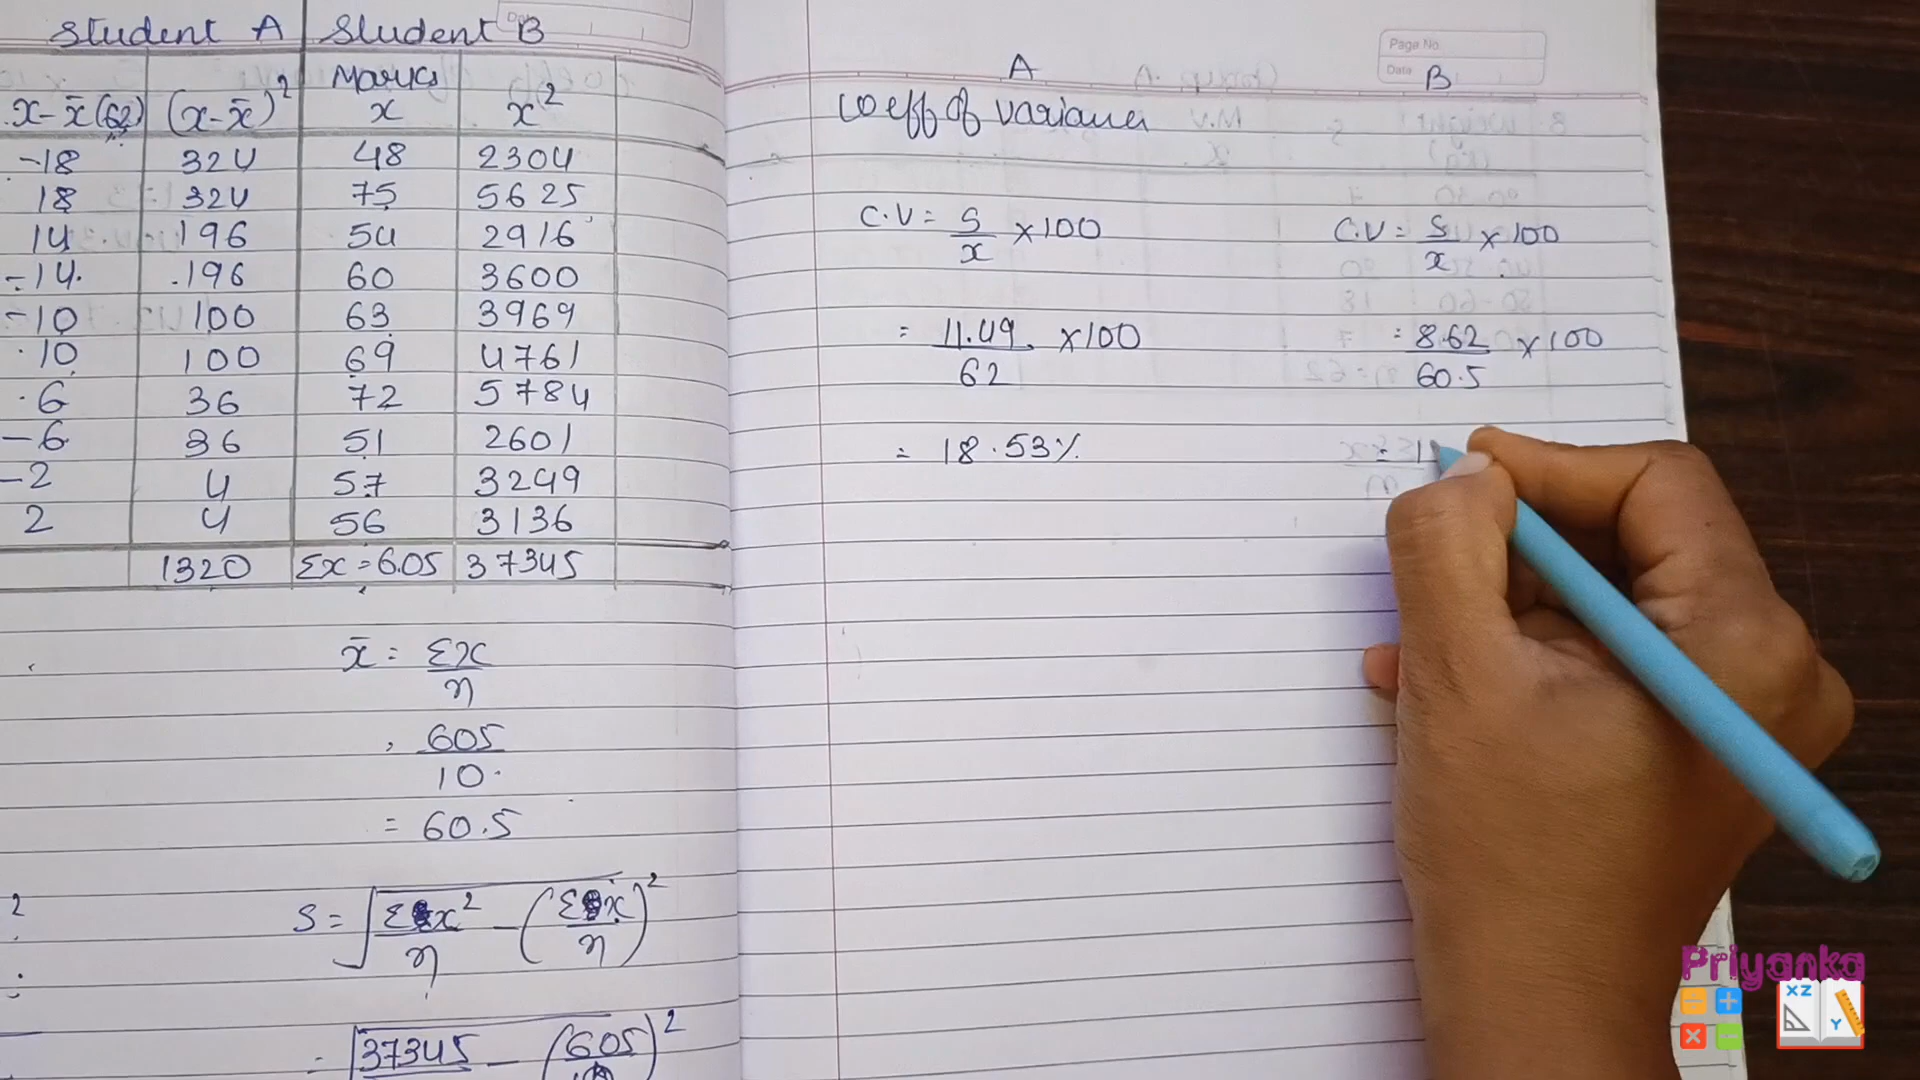 Student A | Student B
x-x̄(62) | (x-x̄)² | Marks x | x²
-18 | 324 | 48 | 2304
18 | 324 | 75 | 5625
14 | 196 | 54 | 2916
-14 | 196 | 60 | 3600
-10 | 100 | 63 | 3969
10 | 100 | 69 | 4761
6 | 36 | 72 | 5784
-6 | 36 | 51 | 2601
-2 | 4 | 57 | 3249
2 | 4 | 56 | 3136
1320 | Σx = 605 | 37345
x̄ = Σx/n
605/10
= 60.5
S = √(Σx²/n - (Σx/n)²)
= √(37345 - (605
Page No.
Date
A
B
Coeff of variance
C.V = S/x × 100
C.V = S/x × 100
= 11.49/62 × 100
= 8.62/60.5 × 100
= 18.53%
= 1
Priyanka
XZ
Y